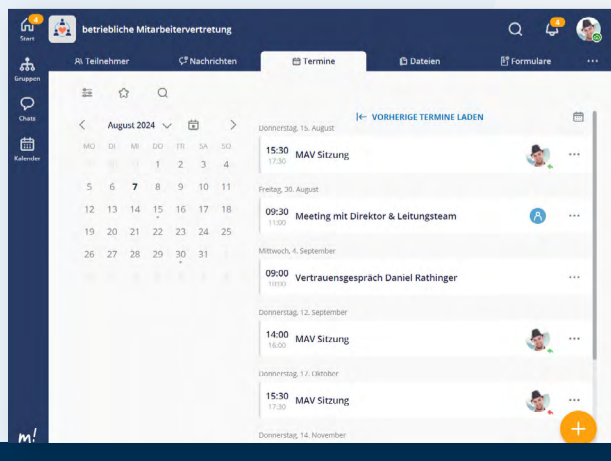 4
Start
betriebliche Mitarbeitervertretung
4
Gruppen
Chats
Kalender
Teilnehmer
Nachrichten
Termine
Dateien
Formulare
August 2024
MO DI MI DO FR SA SO
1 2 3 4
5 6 7 8 9 10 11
12 13 14 15 16 17 18
19 20 21 22 23 24 25
26 27 28 29 30 31
VORHERIGE TERMINE LADEN
Donnerstag, 15. August
15:30 MAV Sitzung
17:30
Freitag, 30. August
09:30 Meeting mit Direktor & Leitungsteam
11:00
Mittwoch, 4. September
09:00 Vertrauensgespräch Daniel Rathinger
10:00
Donnerstag, 12. September
14:00 MAV Sitzung
16:00
Donnerstag, 17. Oktober
15:30 MAV Sitzung
17:30
Donnerstag, 14. November
m!